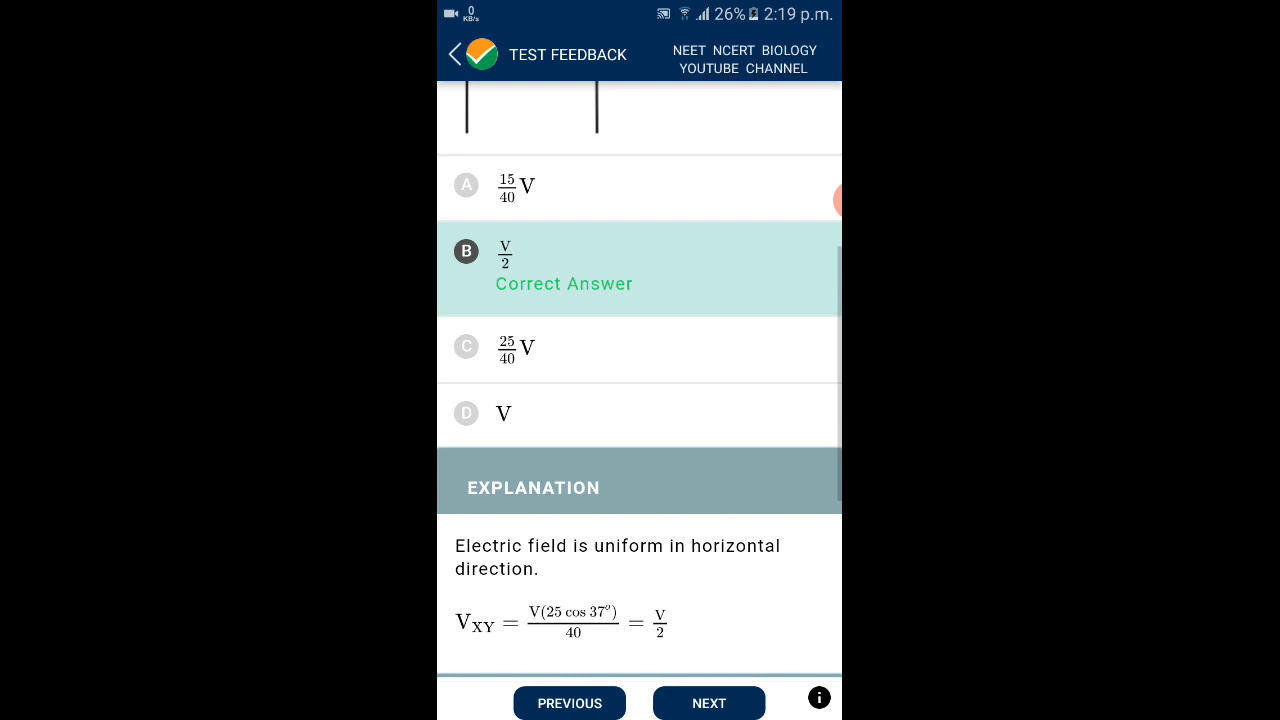 0
KB/s
26% 2:19 p.m.
TEST FEEDBACK
NEET NCERT BIOLOGY
YOUTUBE CHANNEL
A 15/40 V
B V/2
Correct Answer
C 25/40 V
D V
EXPLANATION
Electric field is uniform in horizontal
direction.
V_XY = V(25 cos 37°)/40 = V/2
PREVIOUS NEXT i